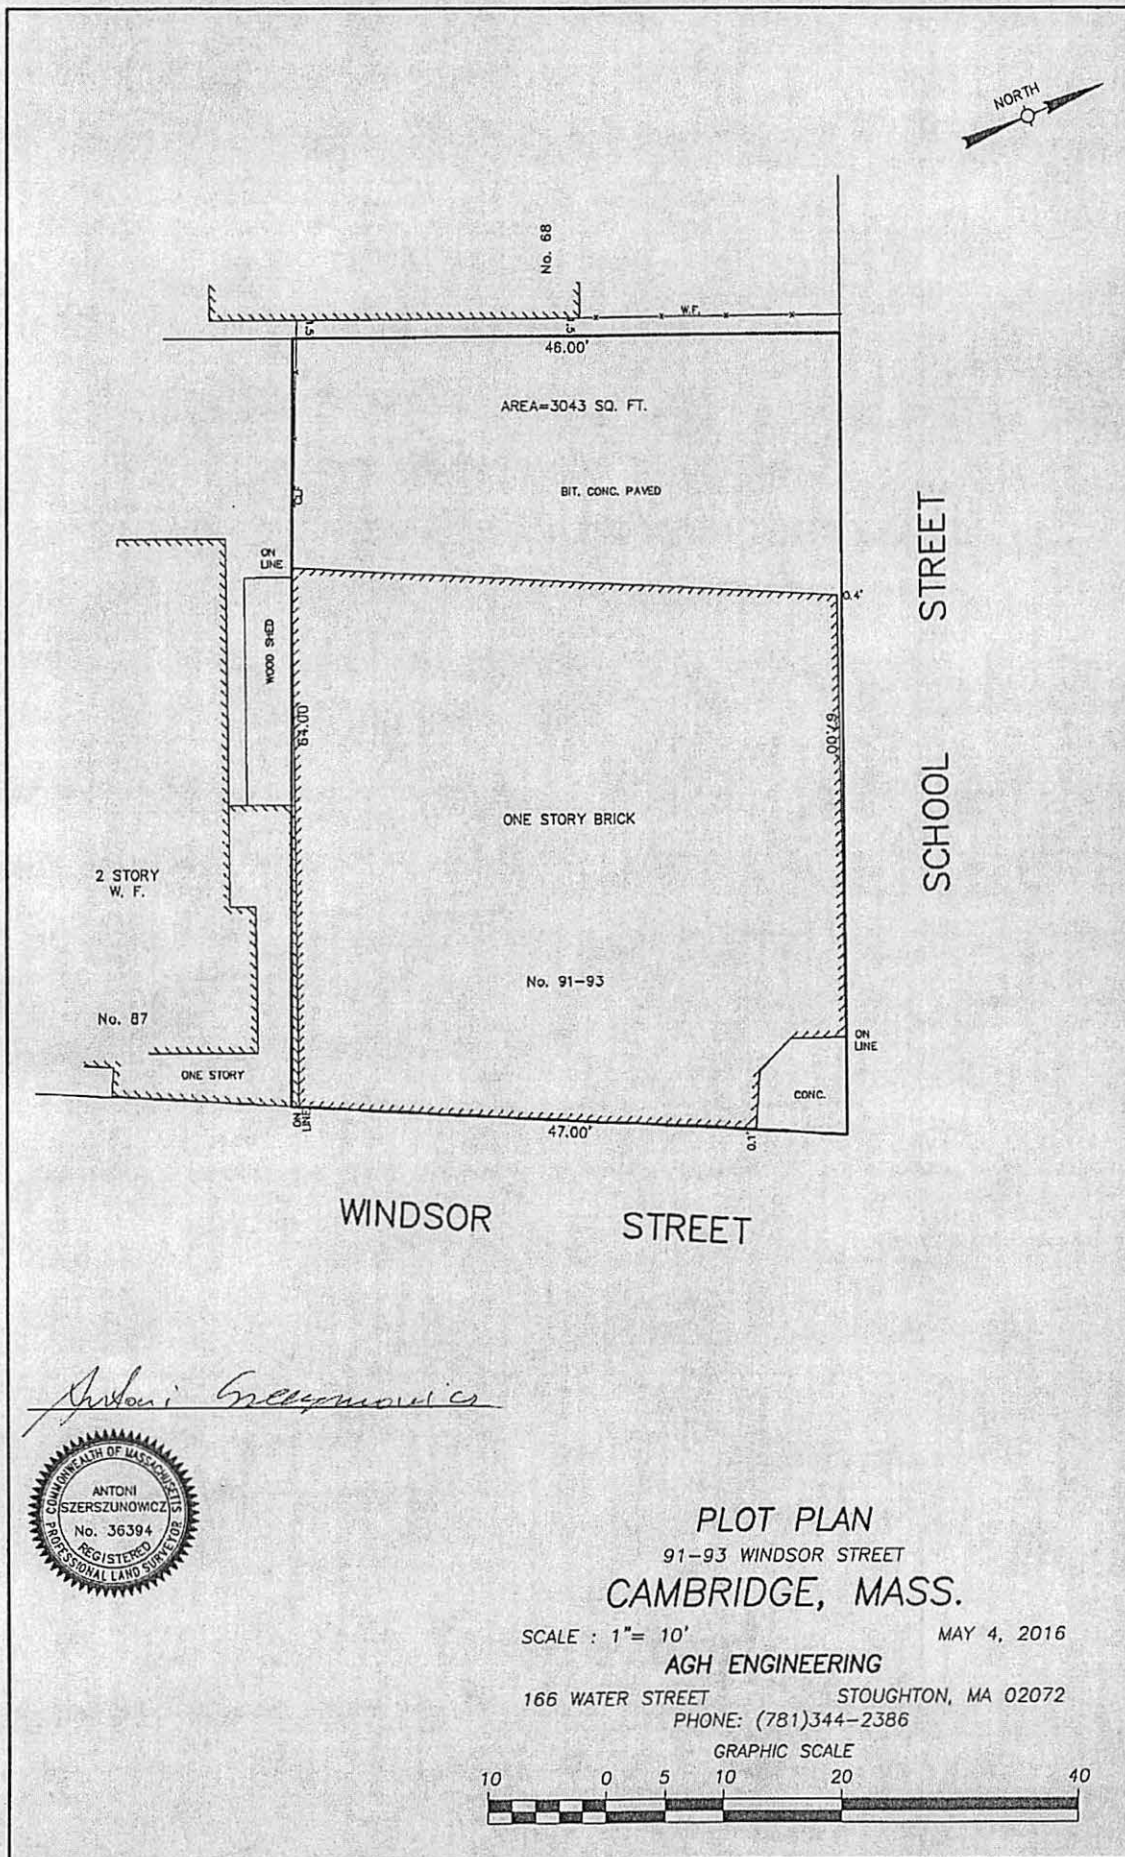 NORTH
No. 68
W.F.
1.5
1.5
46.00'
AREA=3043 SQ. FT.
BIT. CONC. PAVED
ON
LINE
WOOD SHED
64.00
0.4'
67.00'
SCHOOL STREET
ONE STORY BRICK
2 STORY
W. F.
No. 91-93
No. 87
ONE STORY
ON
LINE
CONC.
ON
LINE
47.00'
0.1'
WINDSOR STREET
COMMONWEALTH OF MASSACHUSETTS
ANTONI
SZERSZUNOWICZ
No. 36394
REGISTERED
PROFESSIONAL LAND SURVEYOR
PLOT PLAN
91-93 WINDSOR STREET
CAMBRIDGE, MASS.
SCALE : 1"= 10' MAY 4, 2016
AGH ENGINEERING
166 WATER STREET STOUGHTON, MA 02072
PHONE: (781)344-2386
GRAPHIC SCALE
10 0 5 10 20 40